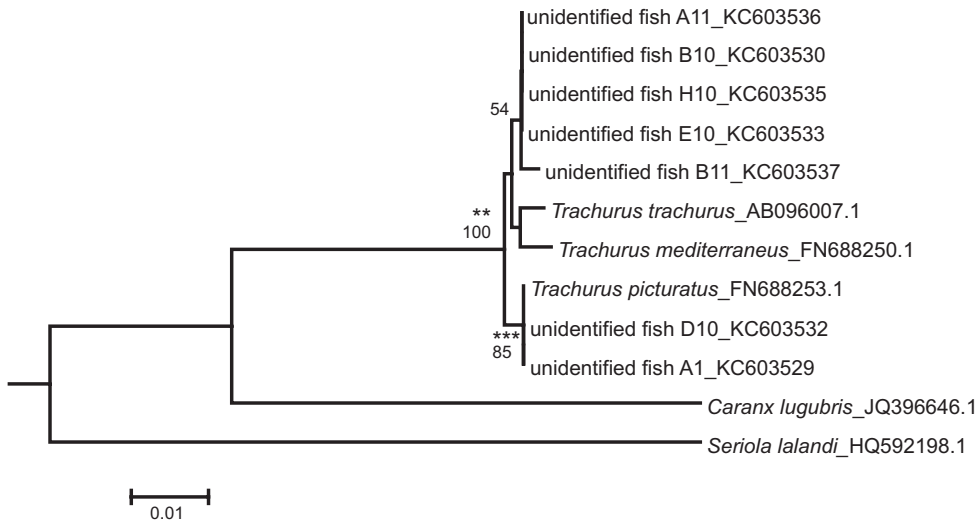 unidentified fish A11_KC603536
unidentified fish B10_KC603530
unidentified fish H10_KC603535
54
unidentified fish E10_KC603533
unidentified fish B11_KC603537
Trachurus trachurus_AB096007.1
**
100
Trachurus mediterraneus_FN688250.1
Trachurus picturatus_FN688253.1
unidentified fish D10_KC603532
***
85
unidentified fish A1_KC603529
Caranx lugubris_JQ396646.1
Seriola lalandi_HQ592198.1
0.01